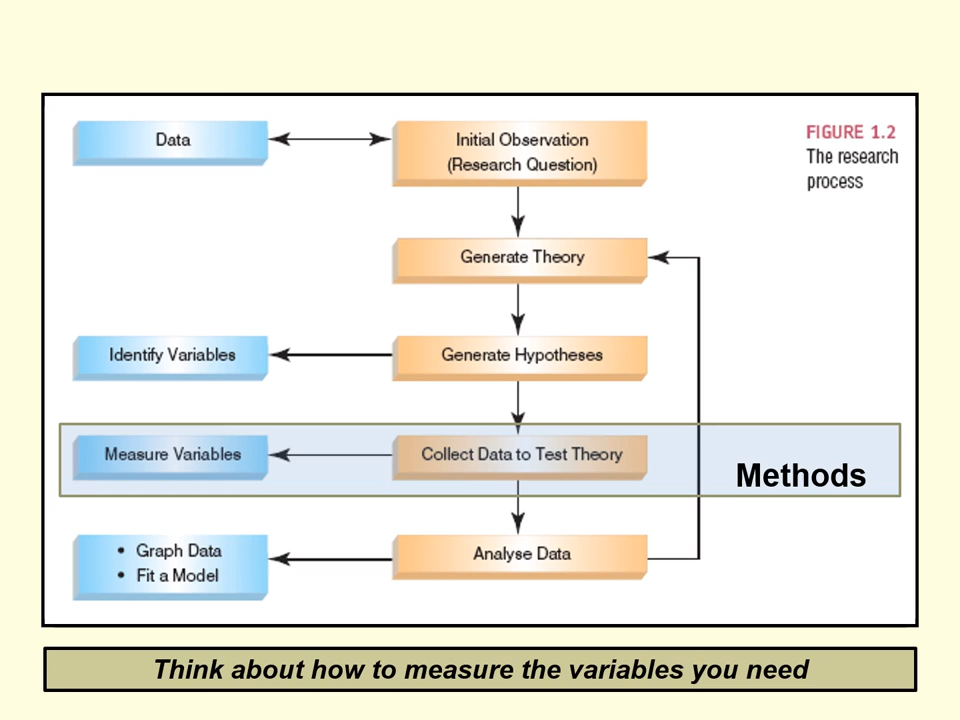 Data
Initial Observation
(Research Question)
FIGURE 1.2
The research
process
Generate Theory
Identify Variables
Generate Hypotheses
Measure Variables
Collect Data to Test Theory
Methods
• Graph Data
• Fit a Model
Analyse Data
Think about how to measure the variables you need